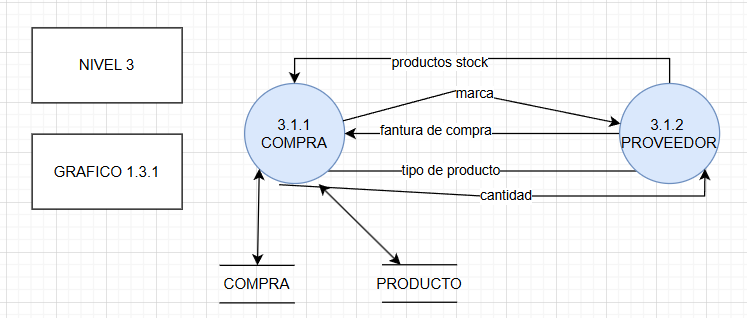 NIVEL 3
GRAFICO 1.3.1
productos stock
marca
3.1.1
COMPRA
fantura de compra
3.1.2
PROVEEDOR
tipo de producto
cantidad
COMPRA
PRODUCTO